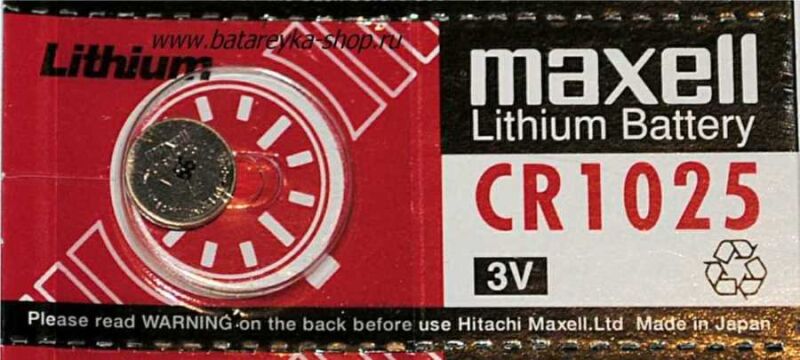 www.batareyka-shop.ru
Lithium
maxell
Lithium Battery
CR1025
3V
Please read WARNING on the back before use Hitachi Maxell.Ltd Made in Japan